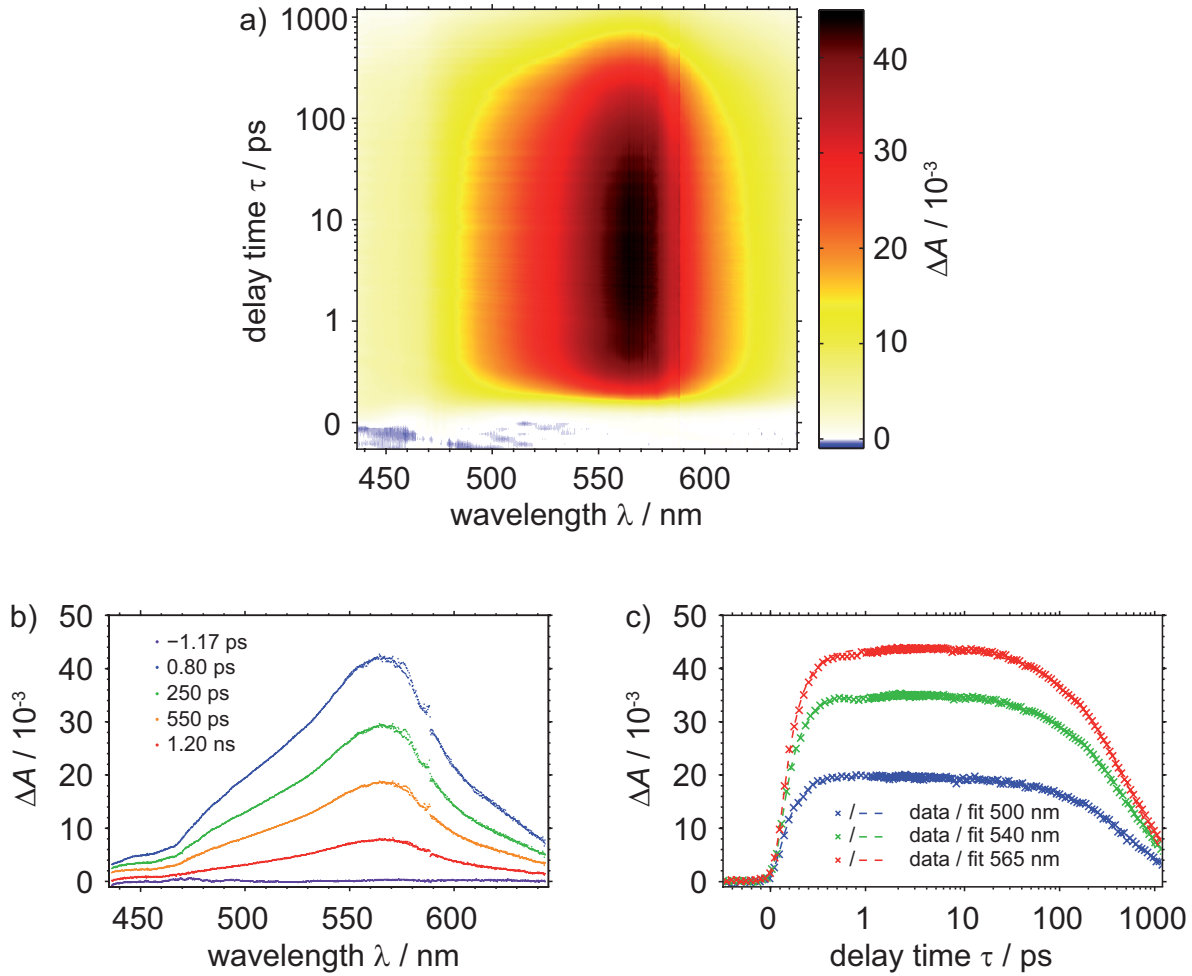 a)
1000
100
10
1
0
delay time τ / ps
450
500
550
600
wavelength λ / nm
40
30
20
10
0
ΔA / 10⁻³
b)
50
40
30
20
10
0
ΔA / 10⁻³
−1.17 ps
0.80 ps
250 ps
550 ps
1.20 ns
450
500
550
600
wavelength λ / nm
c)
50
40
30
20
10
0
ΔA / 10⁻³
×/−− data / fit 500 nm
×/−− data / fit 540 nm
×/−− data / fit 565 nm
0
1
10
100
1000
delay time τ / ps